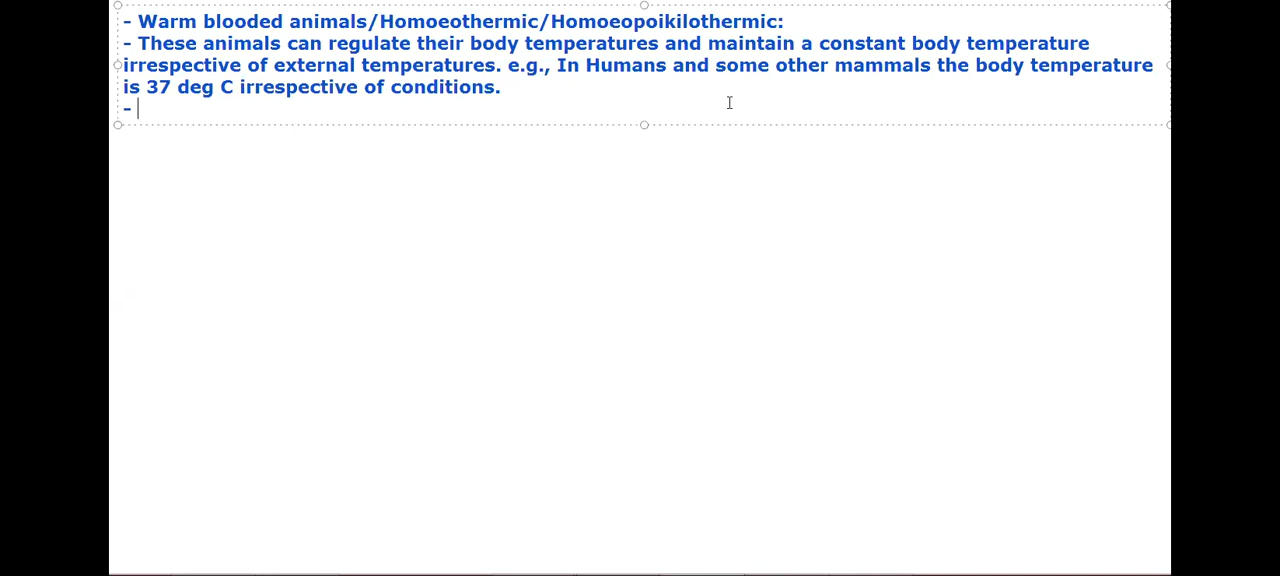 - Warm blooded animals/Homoeothermic/Homoeopoikilothermic:
- These animals can regulate their body temperatures and maintain a constant body temperature
irrespective of external temperatures. e.g., In Humans and some other mammals the body temperature
is 37 deg C irrespective of conditions.
-